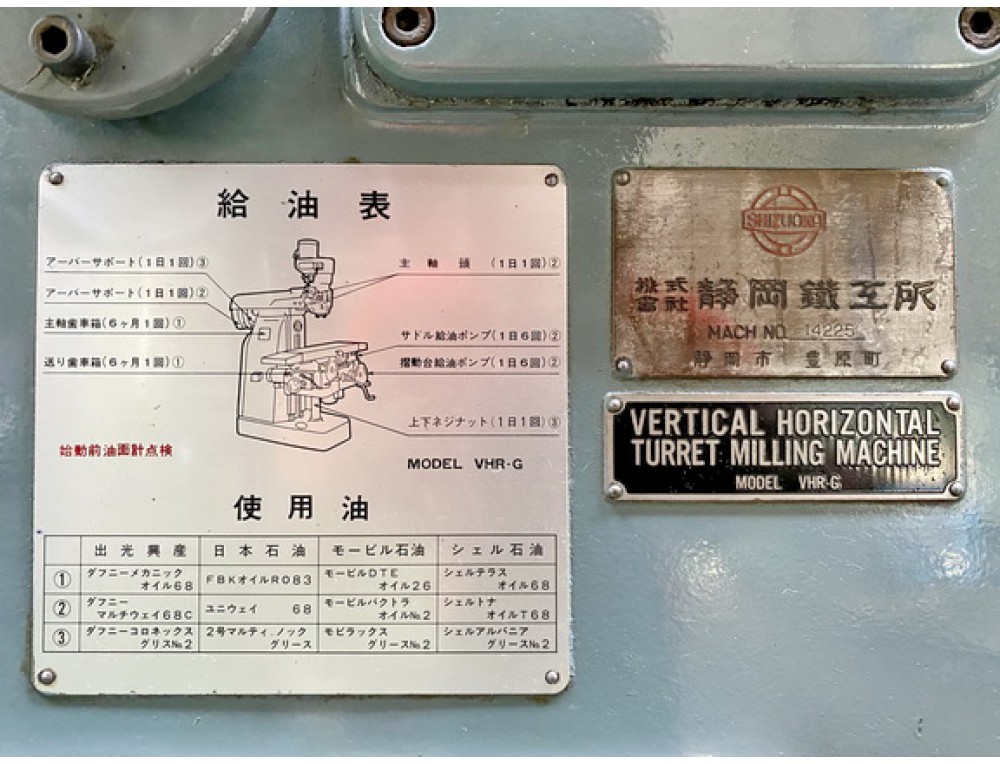 給油表
アーバーサポート(1日1回)③
主軸頭 (1日1回)②
アーバーサポート(1日1回)②
主軸歯車箱(6ヶ月1回)①
サドル給油ポンプ(1日6回)②
送り歯車箱(6ヶ月1回)①
摺動台給油ポンプ(1日6回)②
上下ネジナット(1日1回)③
始動前油面計点検
MODEL VHR-G
使用油
出光興産 日本石油 モービル石油 シェル石油
① ダフニーメカニック オイル68 FBKオイルRO83 モービルDTE オイル26 シェルテラス オイル68
② ダフニー マルチウェイ68C ユニウェイ 68 モービルバクトラ オイル№2 シェルトナ オイルT68
③ ダフニーコロネックス グリス№2 2号マルティ.ノック グリース モビラックス グリース№2 シェルアルバニア グリース№2
SHIZUOKA
株式会社 静岡鐵工所
MACH NO. 14225
静岡市 豊原町
VERTICAL HORIZONTAL
TURRET MILLING MACHINE
MODEL VHR-G